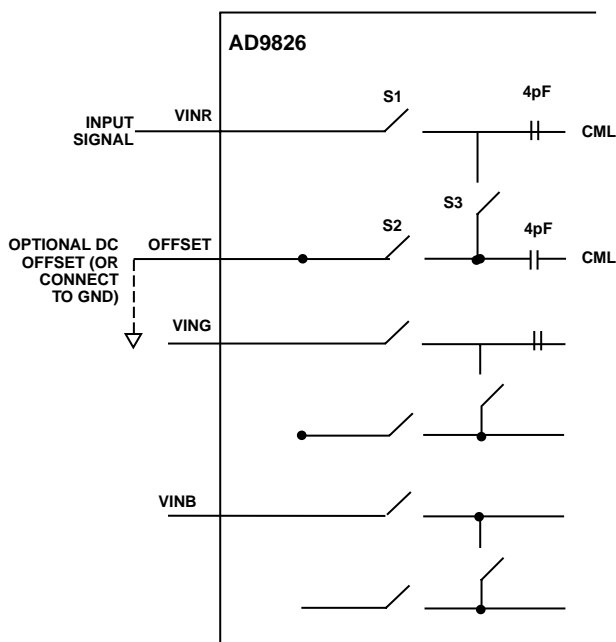 AD9826
S1
4pF
INPUT
SIGNAL
VINR
CML
S3
S2
4pF
OPTIONAL DC
OFFSET (OR
CONNECT
TO GND)
OFFSET
CML
VING
VINB